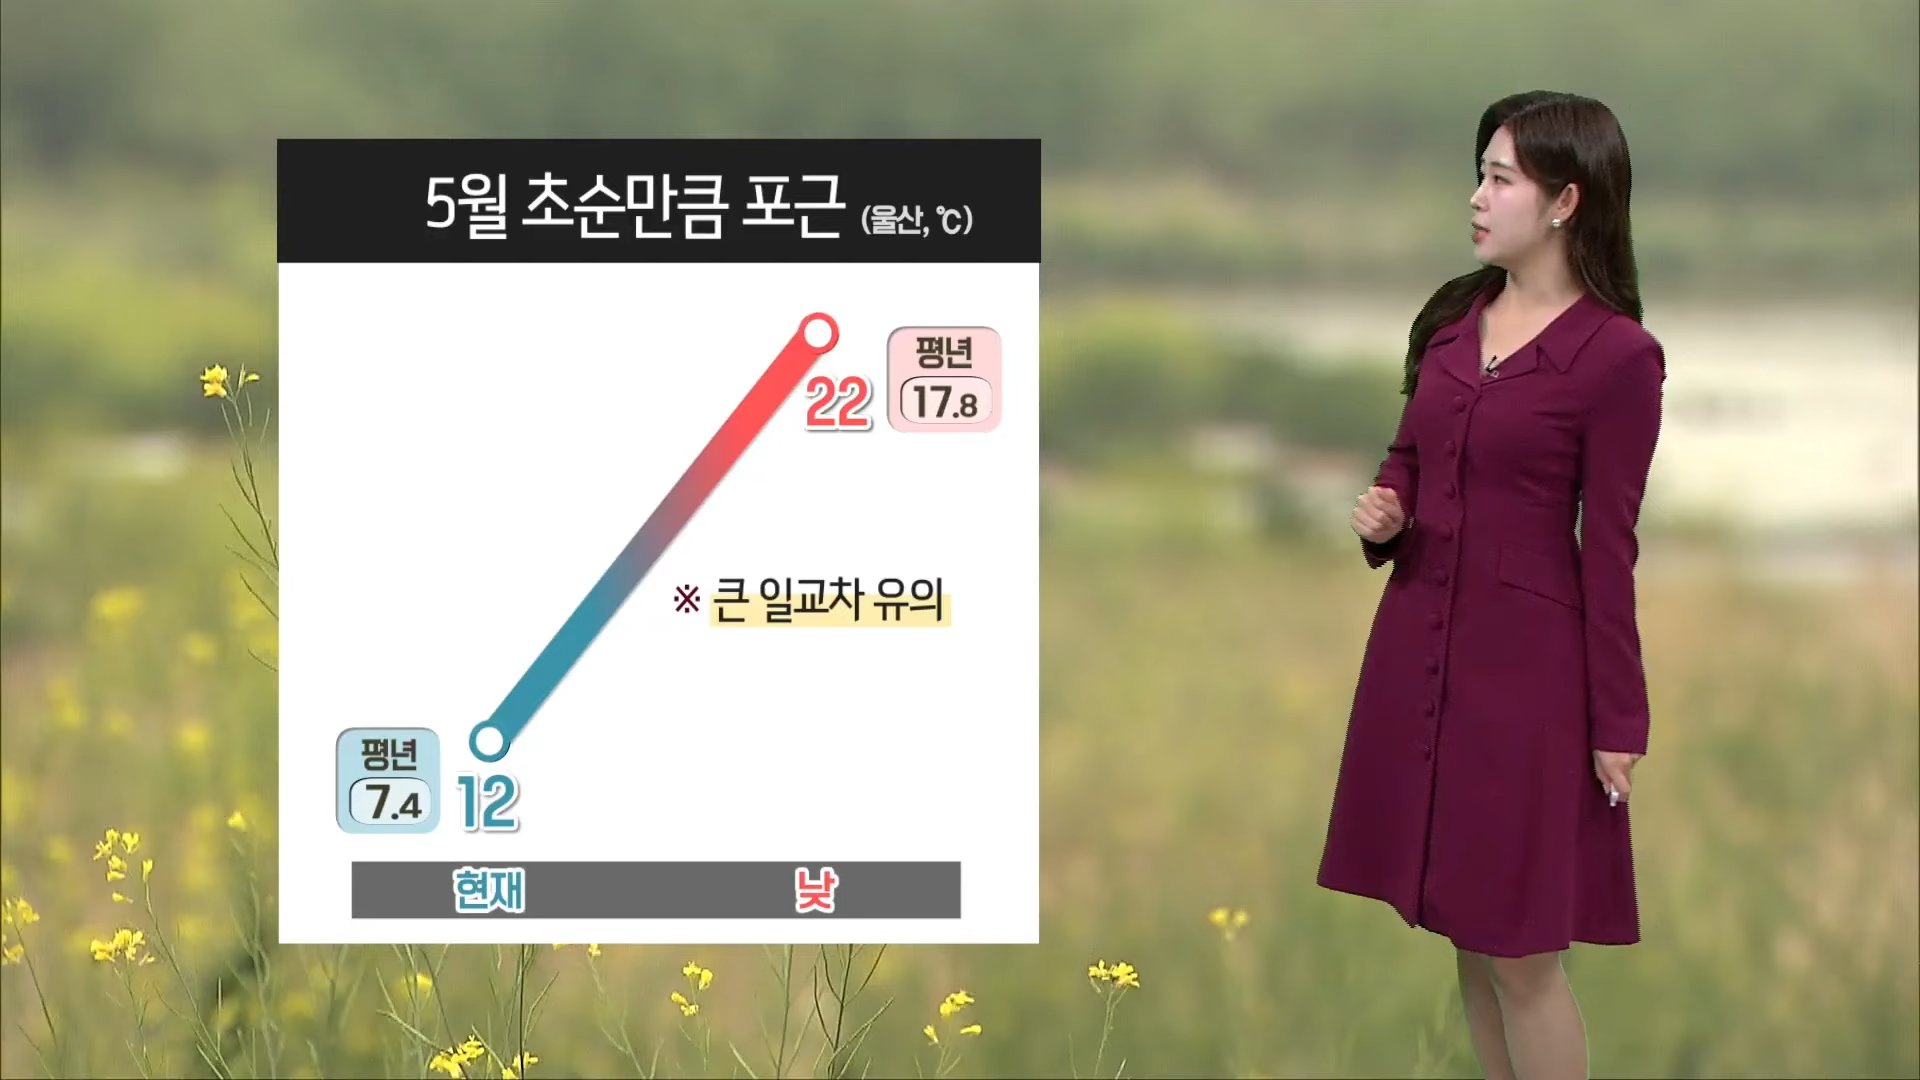 5월 초순만큼 포근 (울산, ℃)
22
평년
17.8
※ 큰 일교차 유의
평년
7.4
12
현재 낮